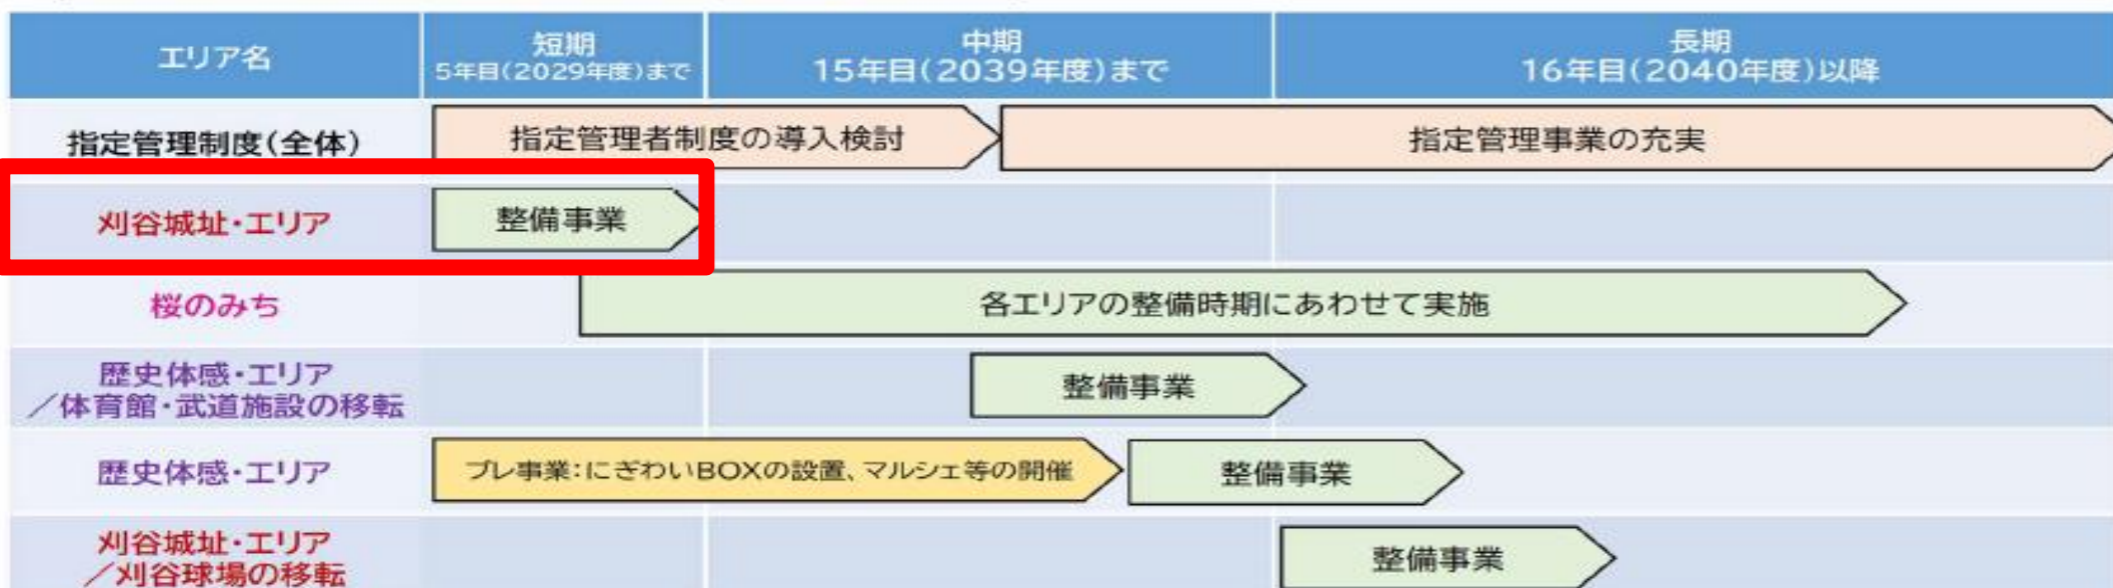 エリア名
短期
5年目(2029年度)まで
中期
15年目(2039年度)まで
長期
16年目(2040年度)以降
指定管理制度(全体)
指定管理者制度の導入検討
指定管理事業の充実
刈谷城址・エリア
整備事業
桜のみち
各エリアの整備時期にあわせて実施
歴史体感・エリア
／体育館・武道施設の移転
整備事業
歴史体感・エリア
プレ事業:にぎわいBOXの設置、マルシェ等の開催
整備事業
刈谷城址・エリア
／刈谷球場の移転
整備事業